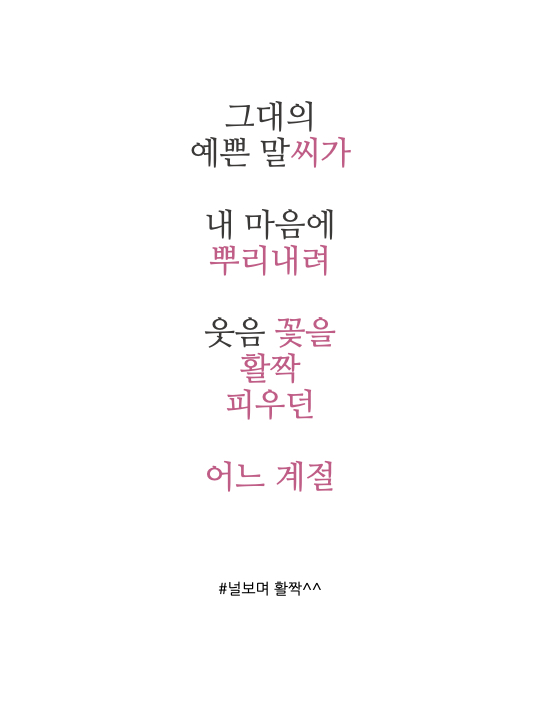 그대의
예쁜 말씨가
내 마음에
뿌리내려
웃음 꽃을
활짝
피우던
어느 계절
#널보며 활짝^^